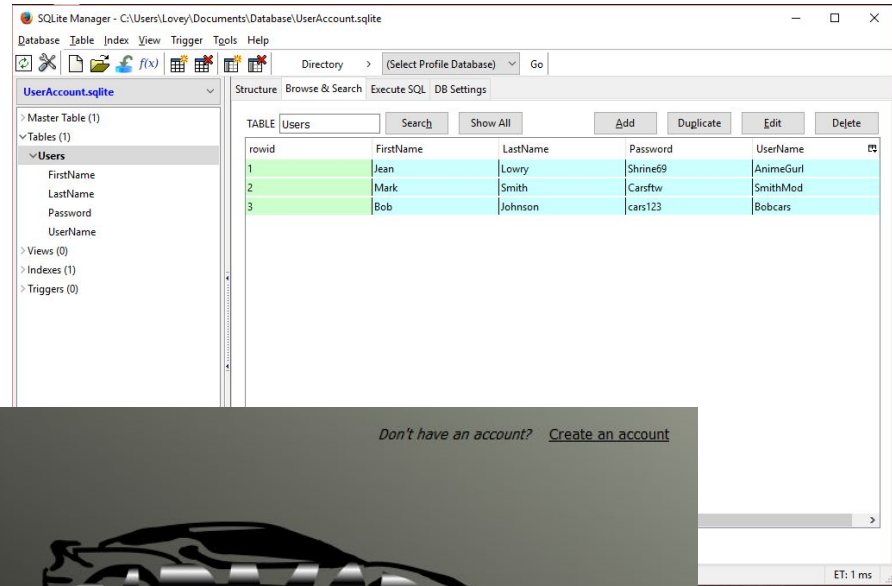 SQLite Manager - C:\Users\Lovey\Documents\Database\UserAccount.sqlite
Database Table Index View Trigger Tools Help
f(x) Directory > (Select Profile Database) Go
UserAccount.sqlite
Structure Browse & Search Execute SQL DB Settings
Master Table (1)
Tables (1)
Users
FirstName
LastName
Password
UserName
Views (0)
Indexes (1)
Triggers (0)
TABLE Users Search Show All Add Duplicate Edit Delete
rowid FirstName LastName Password UserName
1 Jean Lowry Shrine69 AnimeGurl
2 Mark Smith Carsftw SmithMod
3 Bob Johnson cars123 Bobcars
Don't have an account? Create an account
ET: 1 ms